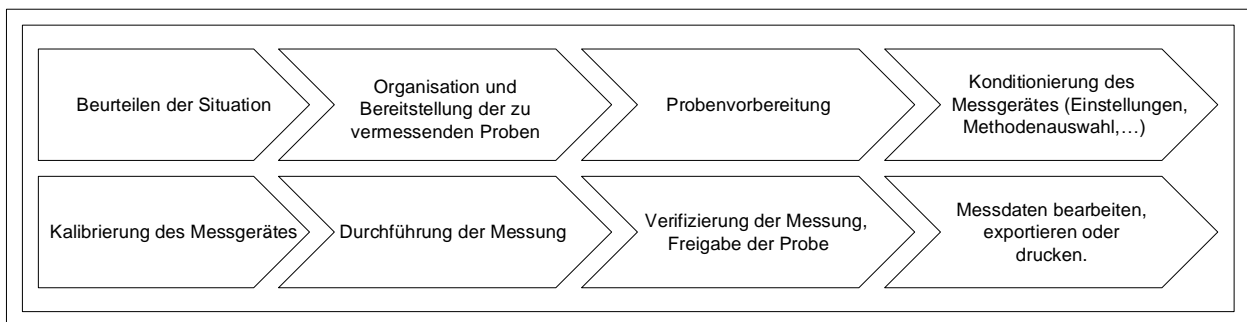 Beurteilen der Situation
Organisation und
Bereitstellung der zu
vermessenden Proben
Probenvorbereitung
Konditionierung des
Messgerätes (Einstellungen,
Methodenauswahl,…)
Kalibrierung des Messgerätes
Durchführung der Messung
Verifizierung der Messung,
Freigabe der Probe
Messdaten bearbeiten,
exportieren oder
drucken.